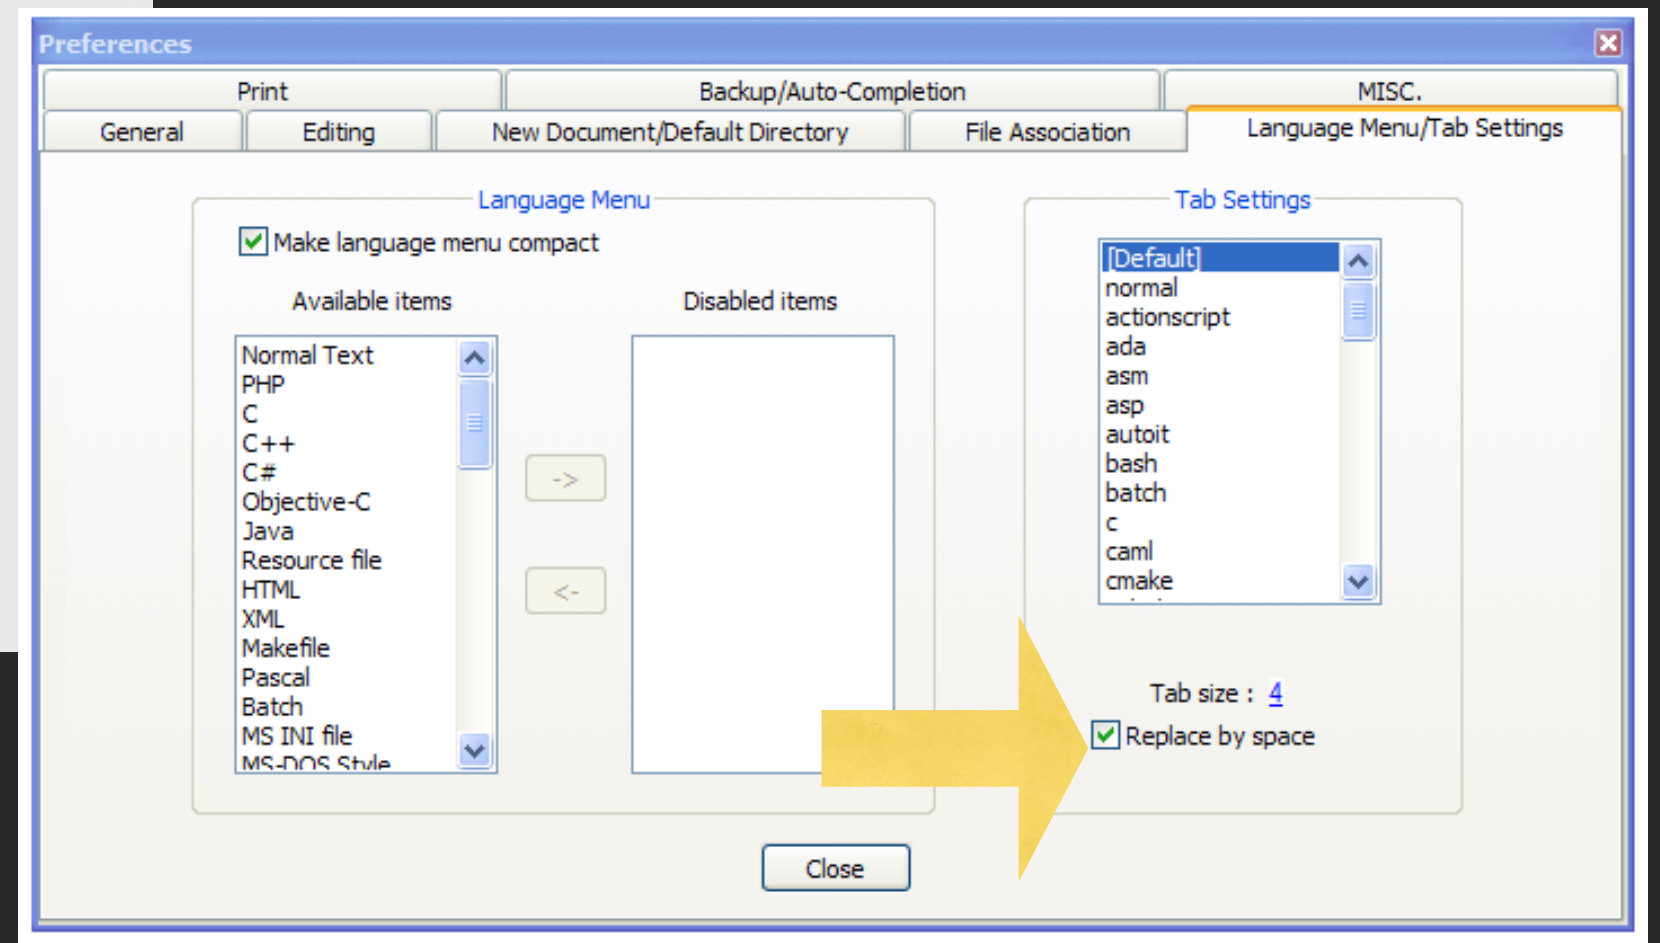 Preferences
Print
Backup/Auto-Completion
MISC.
General
Editing
New Document/Default Directory
File Association
Language Menu/Tab Settings
Language Menu
Make language menu compact
Available items
Disabled items
Normal Text
PHP
C
C++
C#
Objective-C
Java
Resource file
HTML
XML
Makefile
Pascal
Batch
MS INI file
MS-DOS Style
->
<-
Tab Settings
[Default]
normal
actionscript
ada
asm
asp
autoit
bash
batch
c
caml
cmake
Tab size : 4
Replace by space
Close